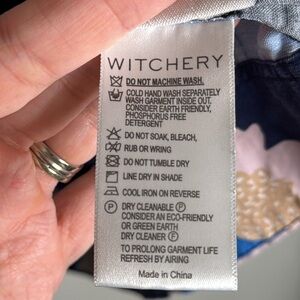 WITCHERY
DO NOT MACHINE WASH.
COLD HAND WASH SEPARATELY
WASH GARMENT INSIDE OUT.
CONSIDER EARTH FRIENDLY,
PHOSPHORUS FREE
DETERGENT
DO NOT SOAK, BLEACH,
RUB OR WRING
DO NOT TUMBLE DRY
LINE DRY IN SHADE
COOL IRON ON REVERSE
P DRY CLEANABLE P
CONSIDER AN ECO-FRIENDLY
OR GREEN EARTH
F DRY CLEANER F
TO PROLONG GARMENT LIFE
REFRESH BY AIRING
Made in China